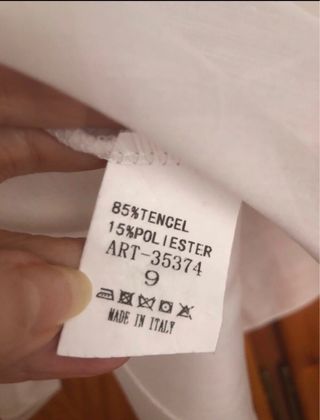 85%TENCEL
15%POLIESTER
ART-35374
9
MADE IN ITALY